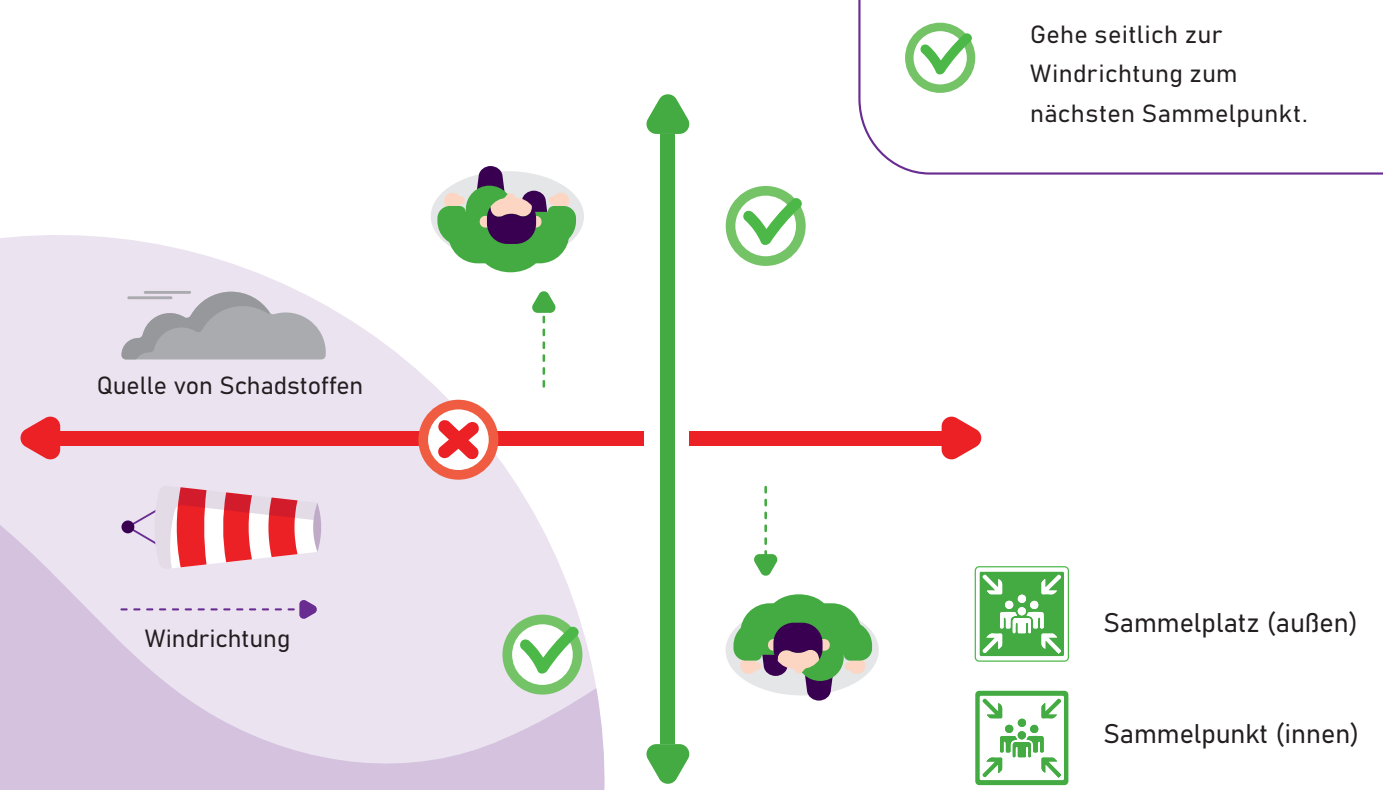 Gehe seitlich zur
Windrichtung zum
nächsten Sammelpunkt.
Quelle von Schadstoffen
Windrichtung
Sammelplatz (außen)
Sammelpunkt (innen)